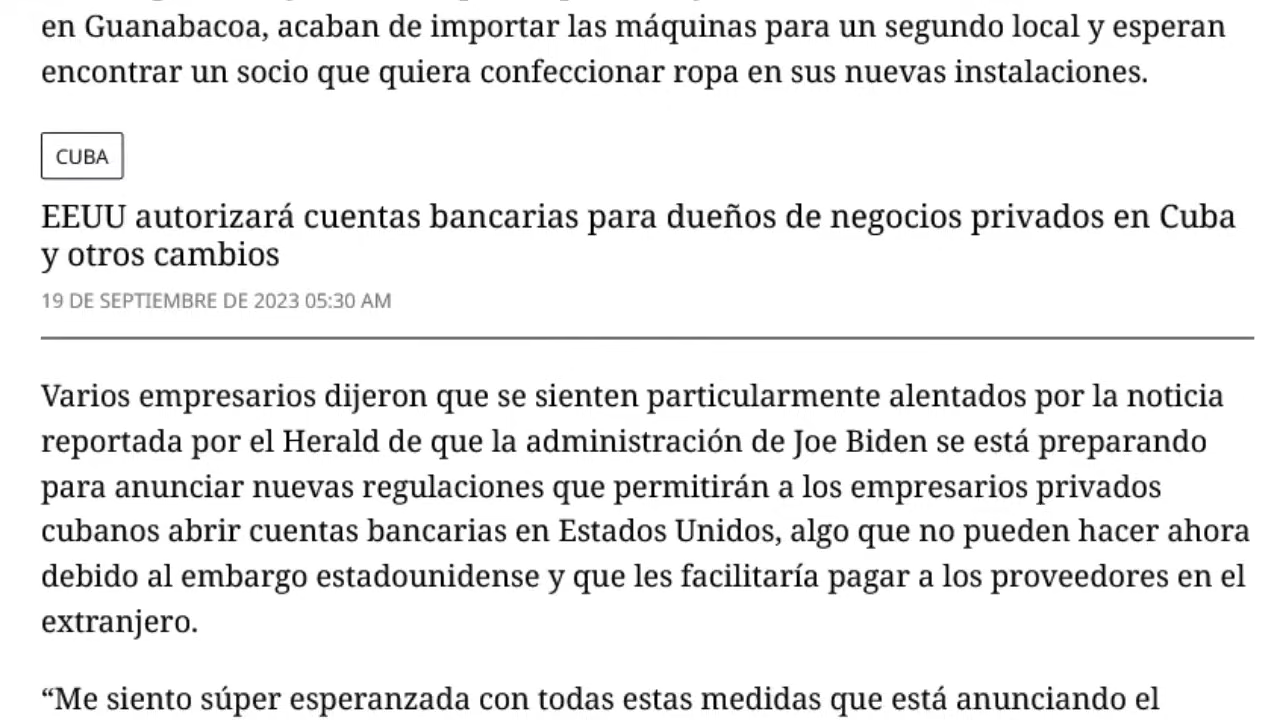 en Guanabacoa, acaban de importar las máquinas para un segundo local y esperan
encontrar un socio que quiera confeccionar ropa en sus nuevas instalaciones.
CUBA
EEUU autorizará cuentas bancarias para dueños de negocios privados en Cuba
y otros cambios
19 DE SEPTIEMBRE DE 2023 05:30 AM
Varios empresarios dijeron que se sienten particularmente alentados por la noticia
reportada por el Herald de que la administración de Joe Biden se está preparando
para anunciar nuevas regulaciones que permitirán a los empresarios privados
cubanos abrir cuentas bancarias en Estados Unidos, algo que no pueden hacer ahora
debido al embargo estadounidense y que les facilitaría pagar a los proveedores en el
extranjero.
“Me siento súper esperanzada con todas estas medidas que está anunciando el